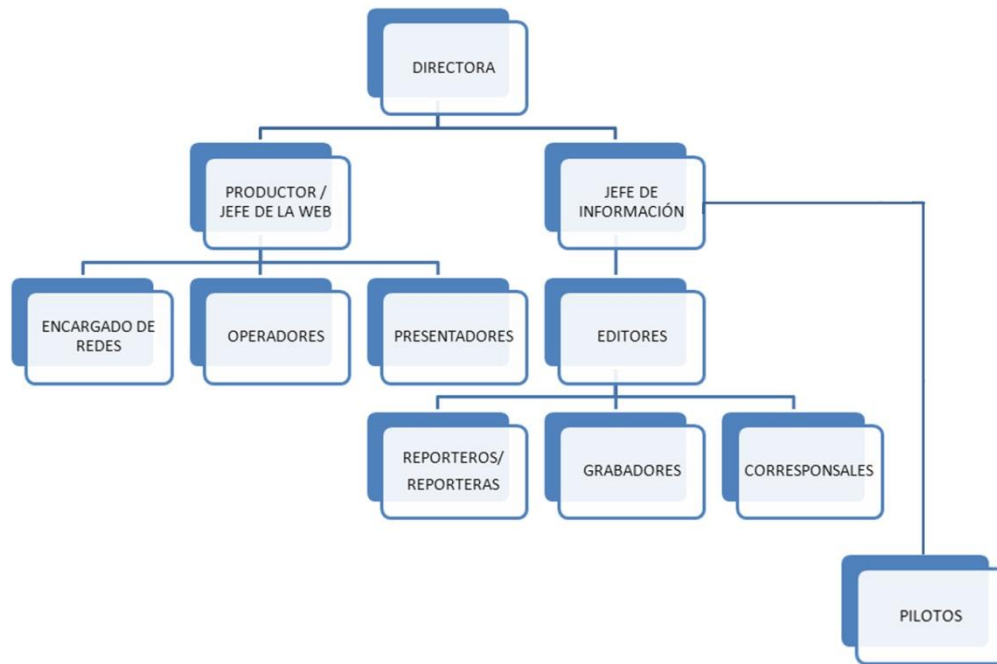 DIRECTORA
PRODUCTOR /
JEFE DE LA WEB
JEFE DE
INFORMACIÓN
ENCARGADO DE
REDES
OPERADORES
PRESENTADORES
EDITORES
REPORTEROS/
REPORTERAS
GRABADORES
CORRESPONSALES
PILOTOS